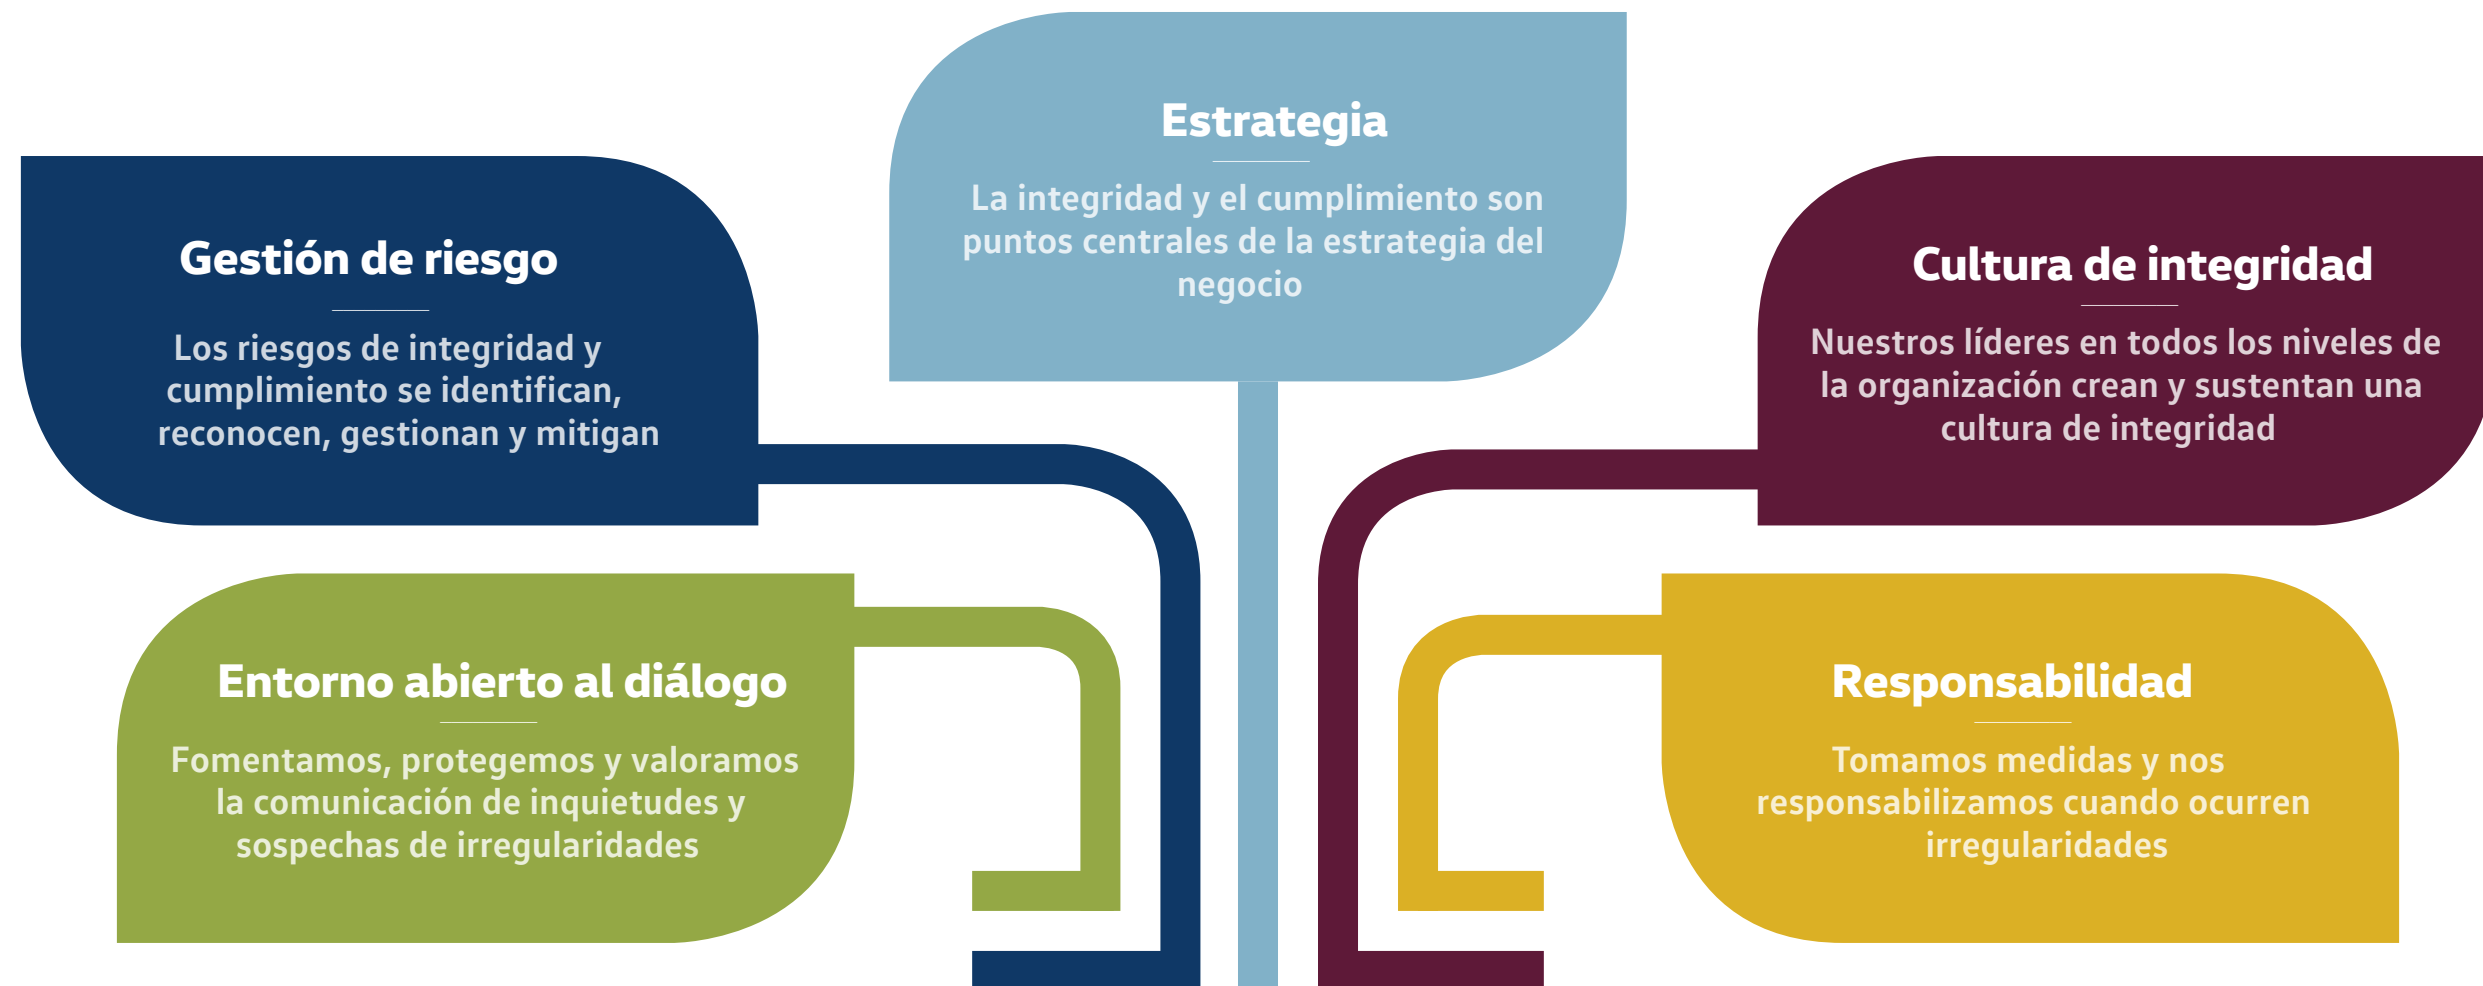 Estrategia
La integridad y el cumplimiento son
puntos centrales de la estrategia del
negocio
Gestión de riesgo
Los riesgos de integridad y
cumplimiento se identifican,
reconocen, gestionan y mitigan
Cultura de integridad
Nuestros líderes en todos los niveles de
la organización crean y sustentan una
cultura de integridad
Entorno abierto al diálogo
Fomentamos, protegemos y valoramos
la comunicación de inquietudes y
sospechas de irregularidades
Responsabilidad
Tomamos medidas y nos
responsabilizamos cuando ocurren
irregularidades